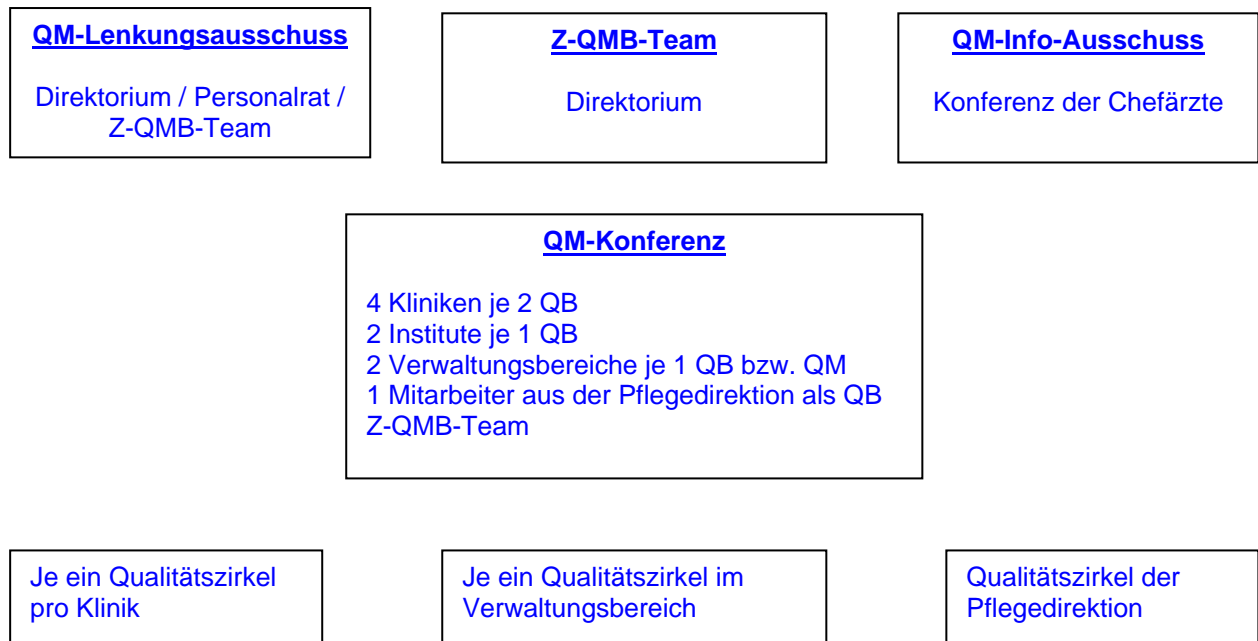 QM-Lenkungsausschuss
Direktorium / Personalrat /
Z-QMB-Team
Z-QMB-Team
Direktorium
QM-Info-Ausschuss
Konferenz der Chefärzte
QM-Konferenz
4 Kliniken je 2 QB
2 Institute je 1 QB
2 Verwaltungsbereiche je 1 QB bzw. QM
1 Mitarbeiter aus der Pflegedirektion als QB
Z-QMB-Team
Je ein Qualitätszirkel
pro Klinik
Je ein Qualitätszirkel im
Verwaltungsbereich
Qualitätszirkel der
Pflegedirektion